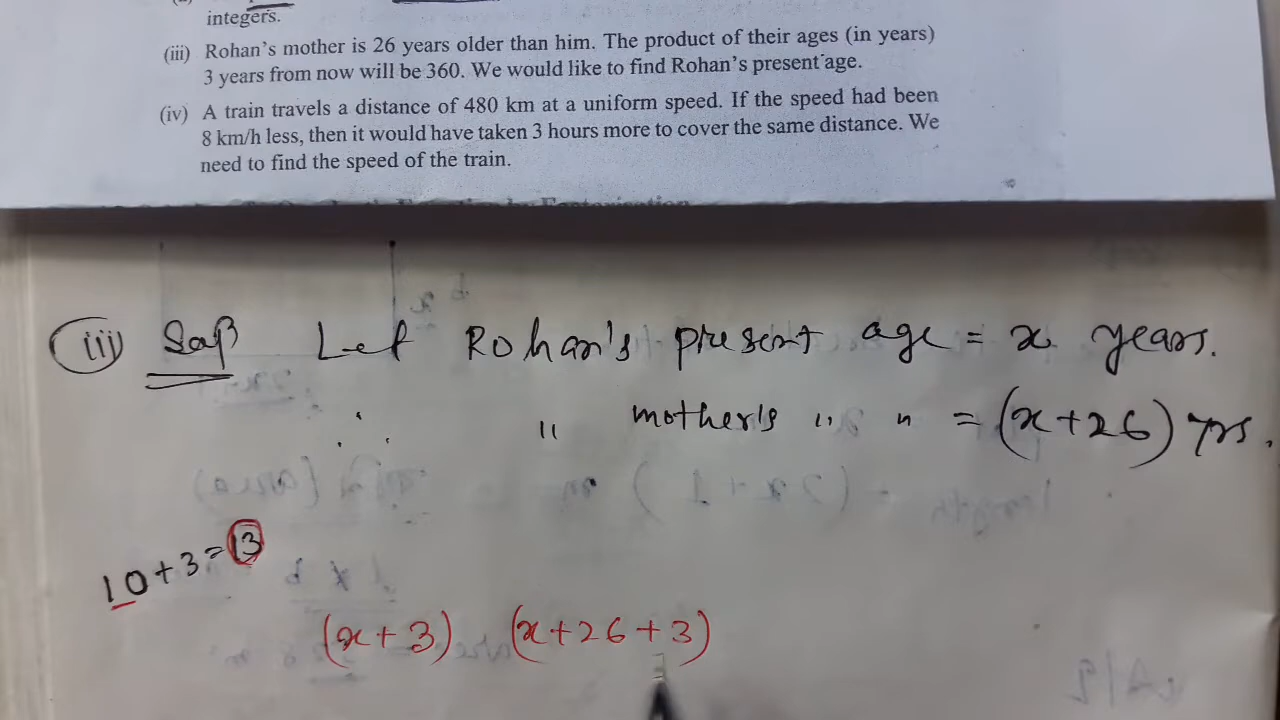 integers.
(iii) Rohan's mother is 26 years older than him. The product of their ages (in years)
3 years from now will be 360. We would like to find Rohan's present age.
(iv) A train travels a distance of 480 km at a uniform speed. If the speed had been
8 km/h less, then it would have taken 3 hours more to cover the same distance. We
need to find the speed of the train.
(iii) Let Rohan's present age = x years.
∴ " mother's " " = (x+26) yrs.
10+3=13
(x+3) (x+26+3)